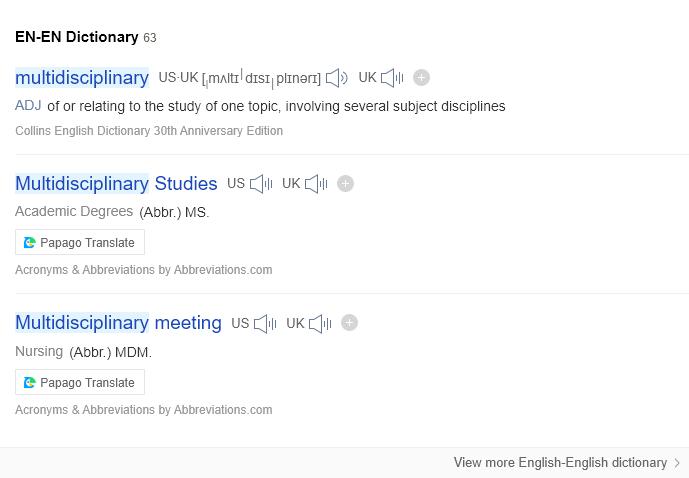 EN-EN Dictionary 63
multidisciplinary US·UK [ˌmʌltɪˈdɪsɪˌplɪnərɪ] UK
ADJ of or relating to the study of one topic, involving several subject disciplines
Collins English Dictionary 30th Anniversary Edition
Multidisciplinary Studies US UK
Academic Degrees (Abbr.) MS.
Papago Translate
Acronyms & Abbreviations by Abbreviations.com
Multidisciplinary meeting US UK
Nursing (Abbr.) MDM.
Papago Translate
Acronyms & Abbreviations by Abbreviations.com
View more English-English dictionary